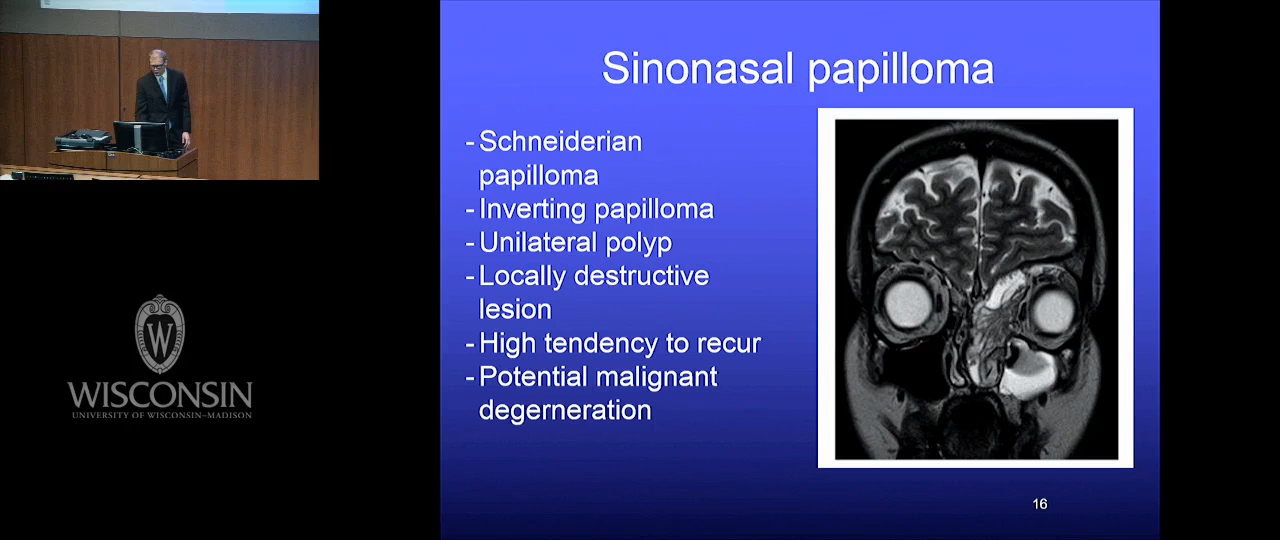 Sinonasal papilloma
- Schneiderian
papilloma
- Inverting papilloma
- Unilateral polyp
- Locally destructive
lesion
- High tendency to recur
- Potential malignant
degerneration
16
W
WISCONSIN
UNIVERSITY OF WISCONSIN–MADISON